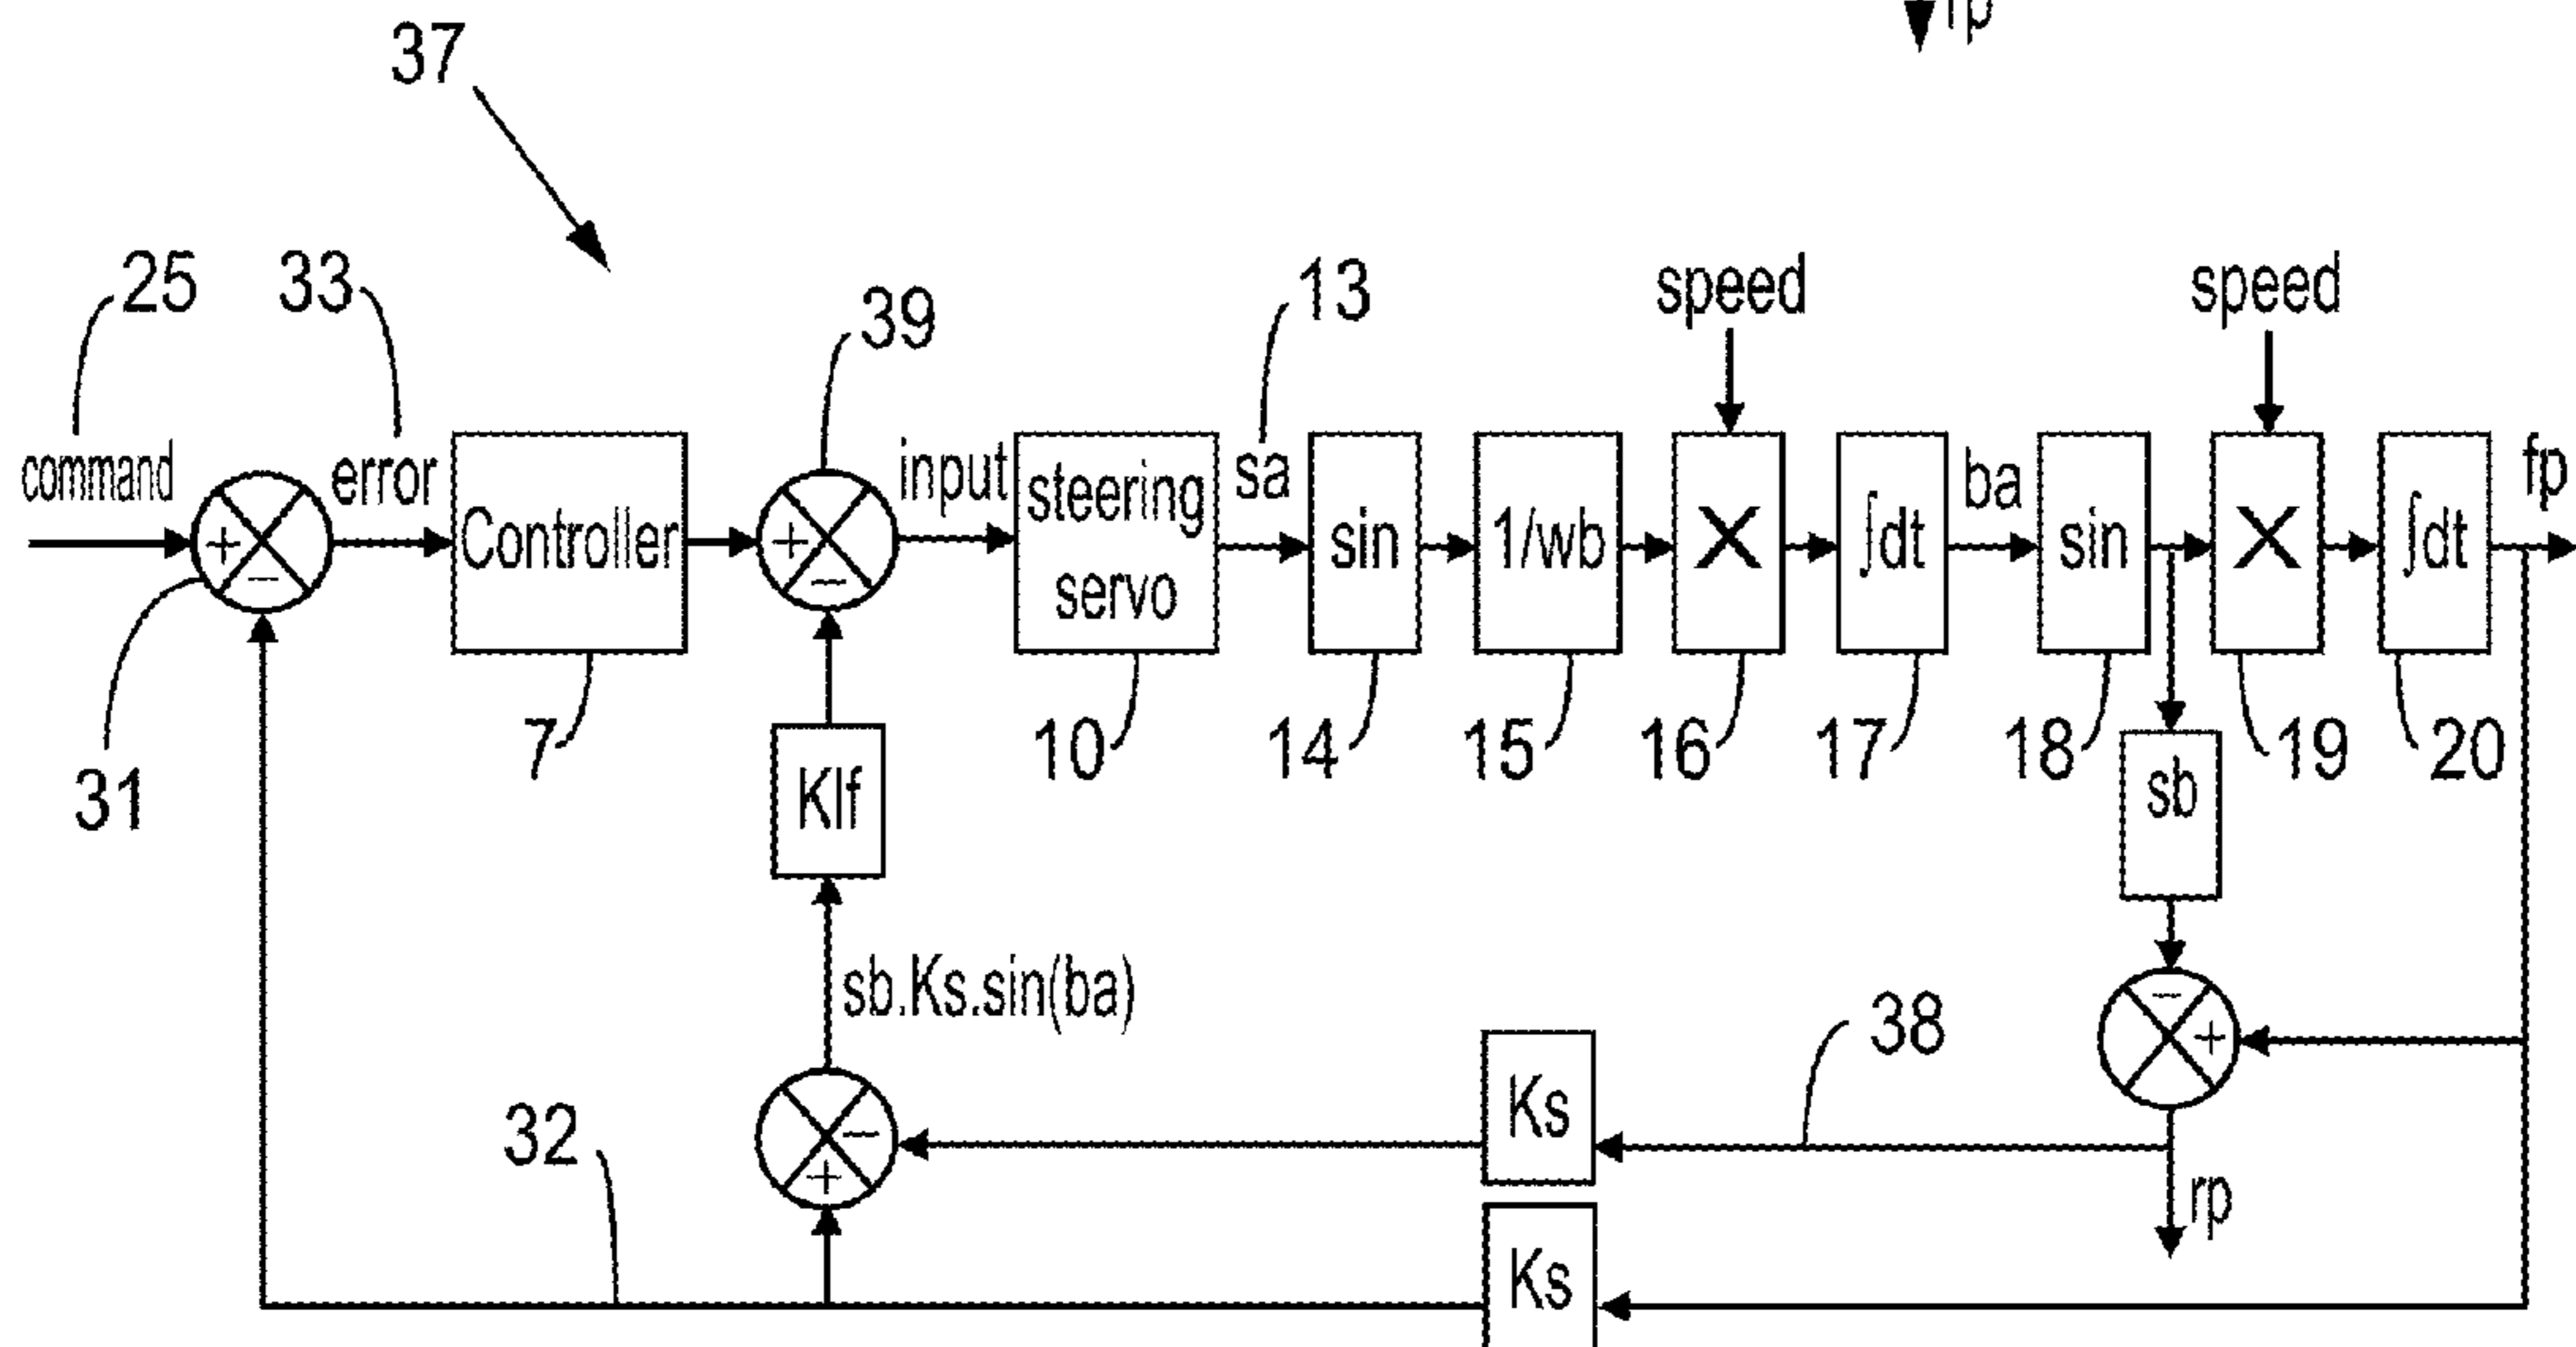 rp
37
25
33
39
13
speed
speed
command
error
input
sa
ba
fp
+
−
Controller
+
−
steering
servo
sin
1/wb
X
∫dt
sin
X
∫dt
31
7
10
14
15
16
17
18
19
20
Klf
sb
sb.Ks.sin(ba)
−
+
38
Ks
32
−
+
rp
Ks